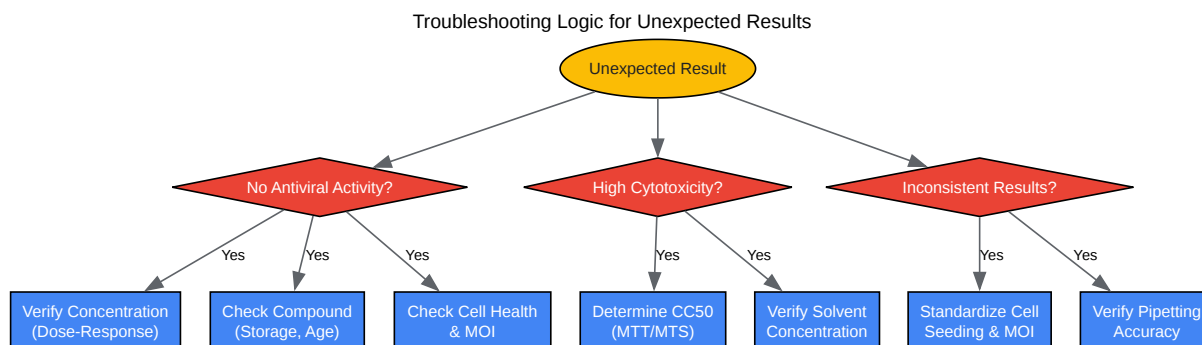 Troubleshooting Logic for Unexpected Results
Unexpected Result
No Antiviral Activity?
High Cytotoxicity?
Inconsistent Results?
Yes
Yes
Yes
Yes
Yes
Yes
Yes
Verify Concentration
(Dose-Response)
Check Compound
(Storage, Age)
Check Cell Health
& MOI
Determine CC50
(MTT/MTS)
Verify Solvent
Concentration
Standardize Cell
Seeding & MOI
Verify Pipetting
Accuracy